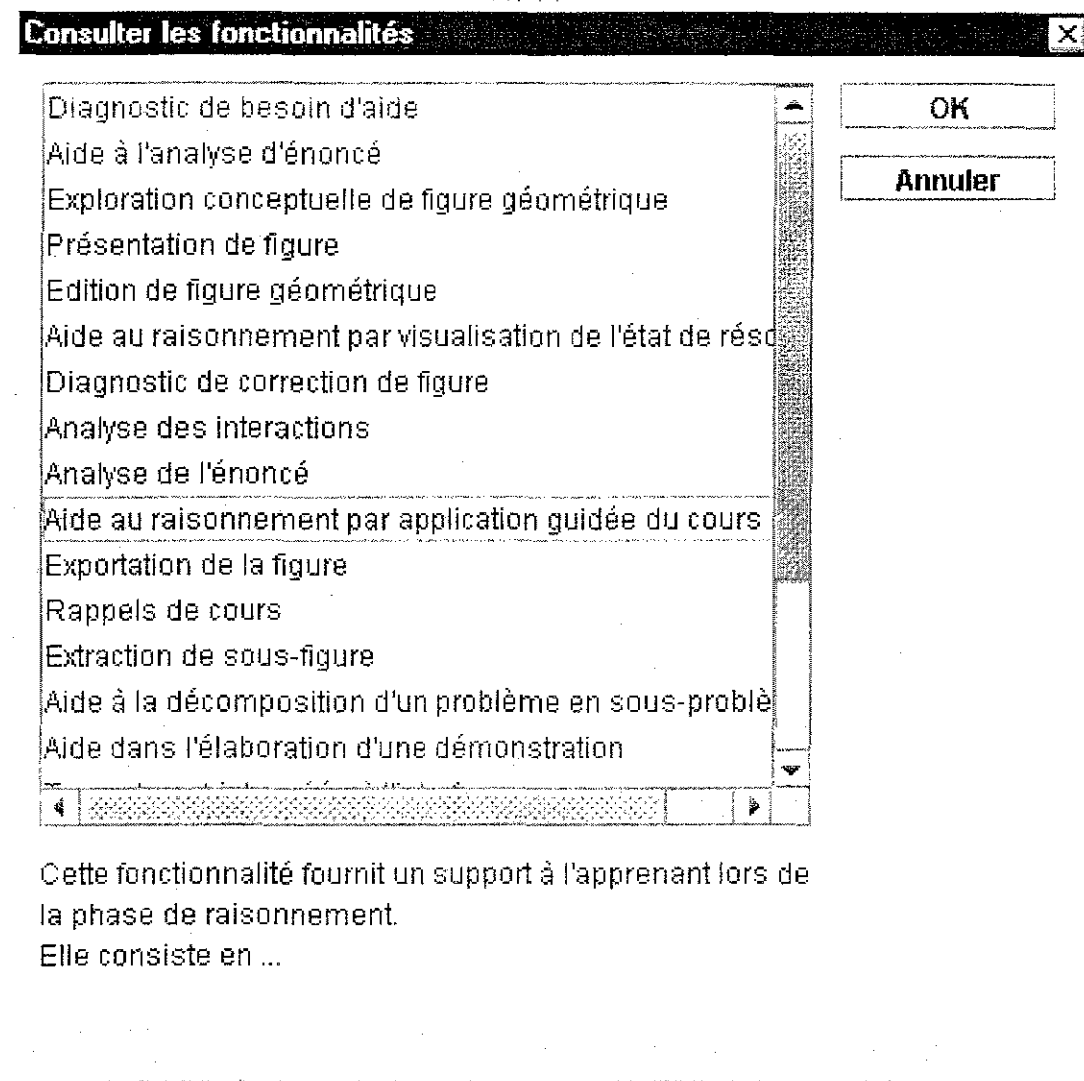 Consulter les fonctionnalités
Diagnostic de besoin d'aide
Aide à l'analyse d'énoncé
Exploration conceptuelle de figure géométrique
Présentation de figure
Edition de figure géométrique
Aide au raisonnement par visualisation de l'état de réso
Diagnostic de correction de figure
Analyse des interactions
Analyse de l'énoncé
Aide au raisonnement par application guidée du cours
Exportation de la figure
Rappels de cours
Extraction de sous-figure
Aide à la décomposition d'un problème en sous-problè
Aide dans l'élaboration d'une démonstration
OK
Annuler
Cette fonctionnalité fournit un support à l'apprenant lors de
la phase de raisonnement.
Elle consiste en ...